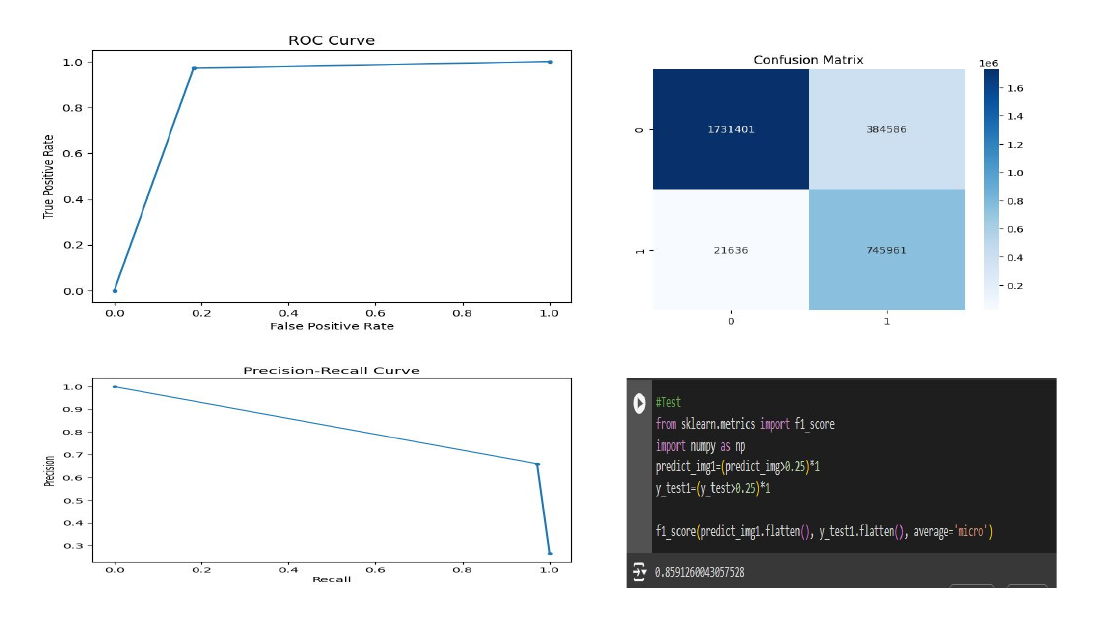 ROC Curve
1.0
0.8
0.6
0.4
0.2
0.0
True Positive Rate
0.0 0.2 0.4 0.6 0.8 1.0
False Positive Rate
Confusion Matrix
1e6
1731401 384586
21636 745961
0
1
0 1
1.6
1.4
1.2
1.0
0.8
0.6
0.4
0.2
Precision-Recall Curve
1.0
0.9
0.8
0.7
0.6
0.5
0.4
0.3
Precision
0.0 0.2 0.4 0.6 0.8 1.0
Recall
#Test
from sklearn.metrics import f1_score
import numpy as np
predict_img1=(predict_img>0.25)*1
y_test1=(y_test>0.25)*1
f1_score(predict_img1.flatten(), y_test1.flatten(), average='micro')
0.8591260043057528